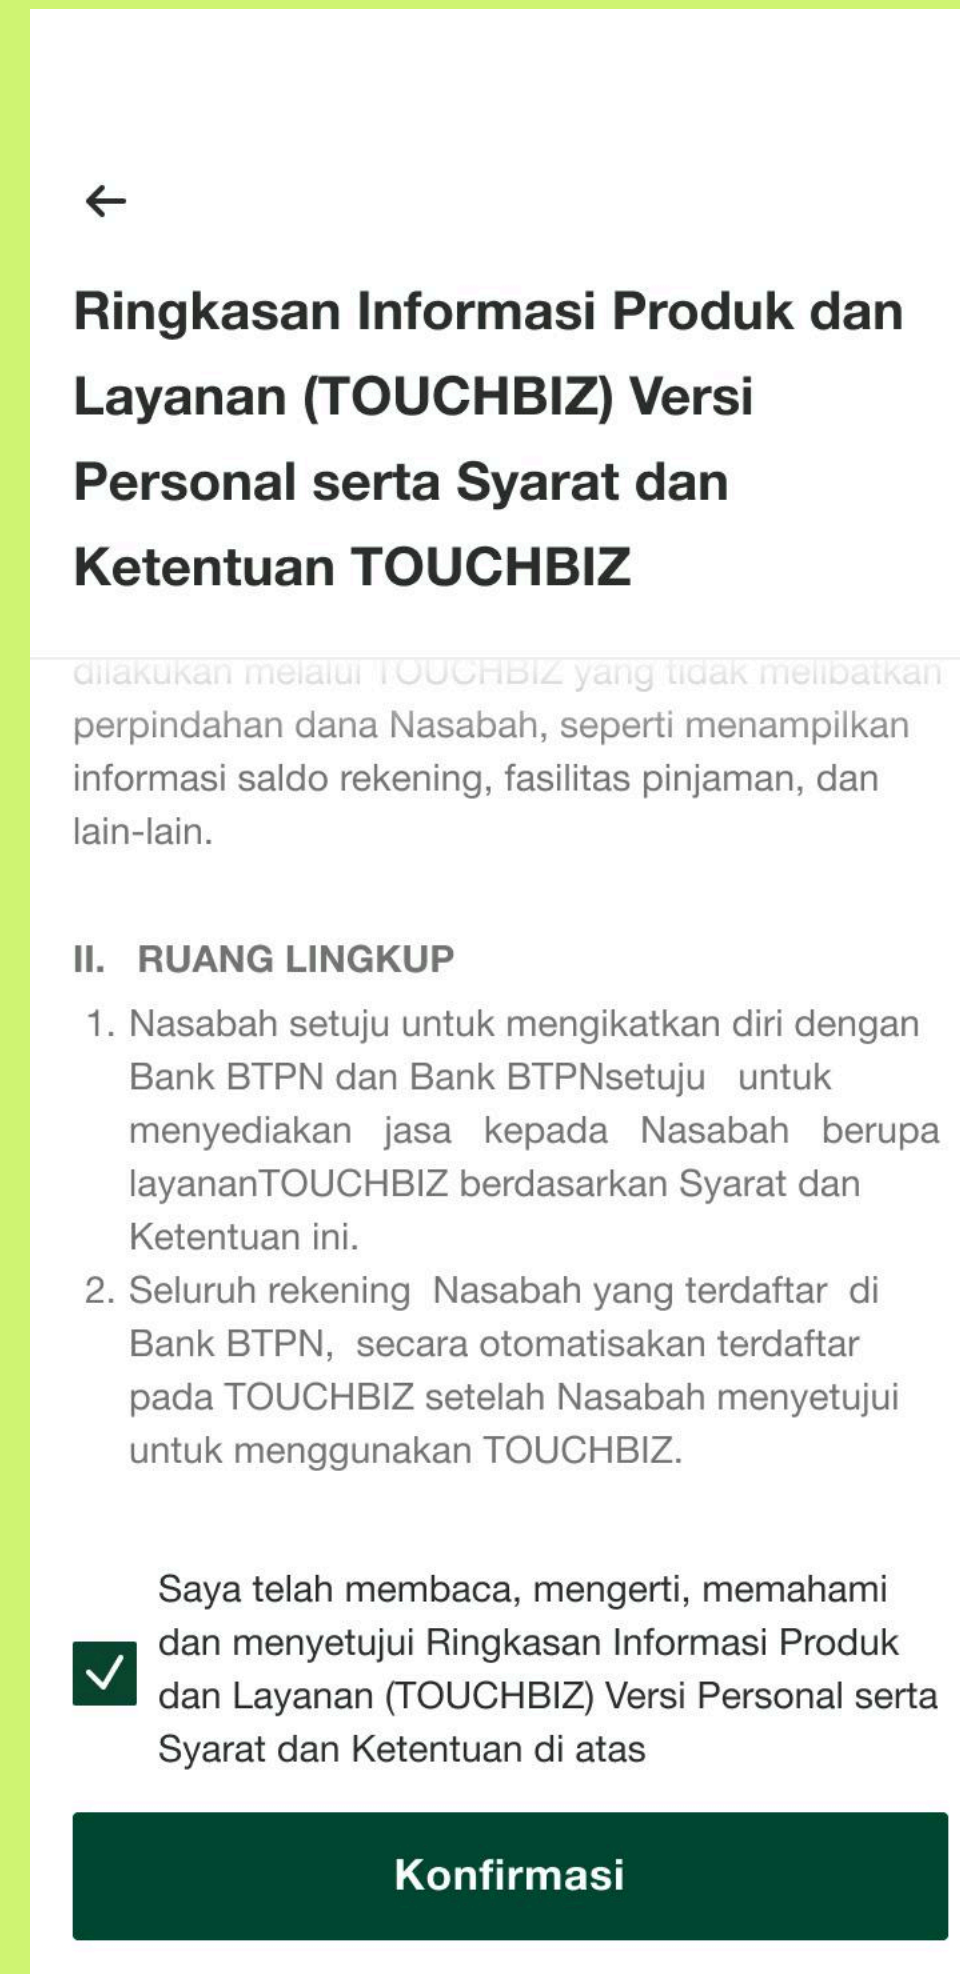 Ringkasan Informasi Produk dan
Layanan (TOUCHBIZ) Versi
Personal serta Syarat dan
Ketentuan TOUCHBIZ
dilakukan melalui TOUCHBIZ yang tidak melibatkan
perpindahan dana Nasabah, seperti menampilkan
informasi saldo rekening, fasilitas pinjaman, dan
lain-lain.
II. RUANG LINGKUP
1. Nasabah setuju untuk mengikatkan diri dengan
Bank BTPN dan Bank BTPNsetuju untuk
menyediakan jasa kepada Nasabah berupa
layananTOUCHBIZ berdasarkan Syarat dan
Ketentuan ini.
2. Seluruh rekening Nasabah yang terdaftar di
Bank BTPN, secara otomatisakan terdaftar
pada TOUCHBIZ setelah Nasabah menyetujui
untuk menggunakan TOUCHBIZ.
Saya telah membaca, mengerti, memahami
dan menyetujui Ringkasan Informasi Produk
dan Layanan (TOUCHBIZ) Versi Personal serta
Syarat dan Ketentuan di atas
Konfirmasi